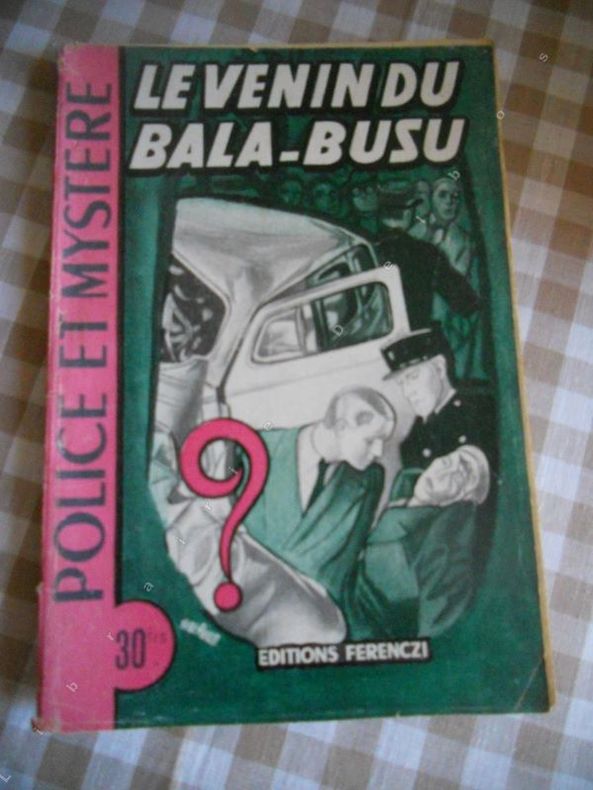 LE VENIN DU
BALA-BUSU
POLICE ET MYSTERE
?
30 frs
EDITIONS FERENCZI